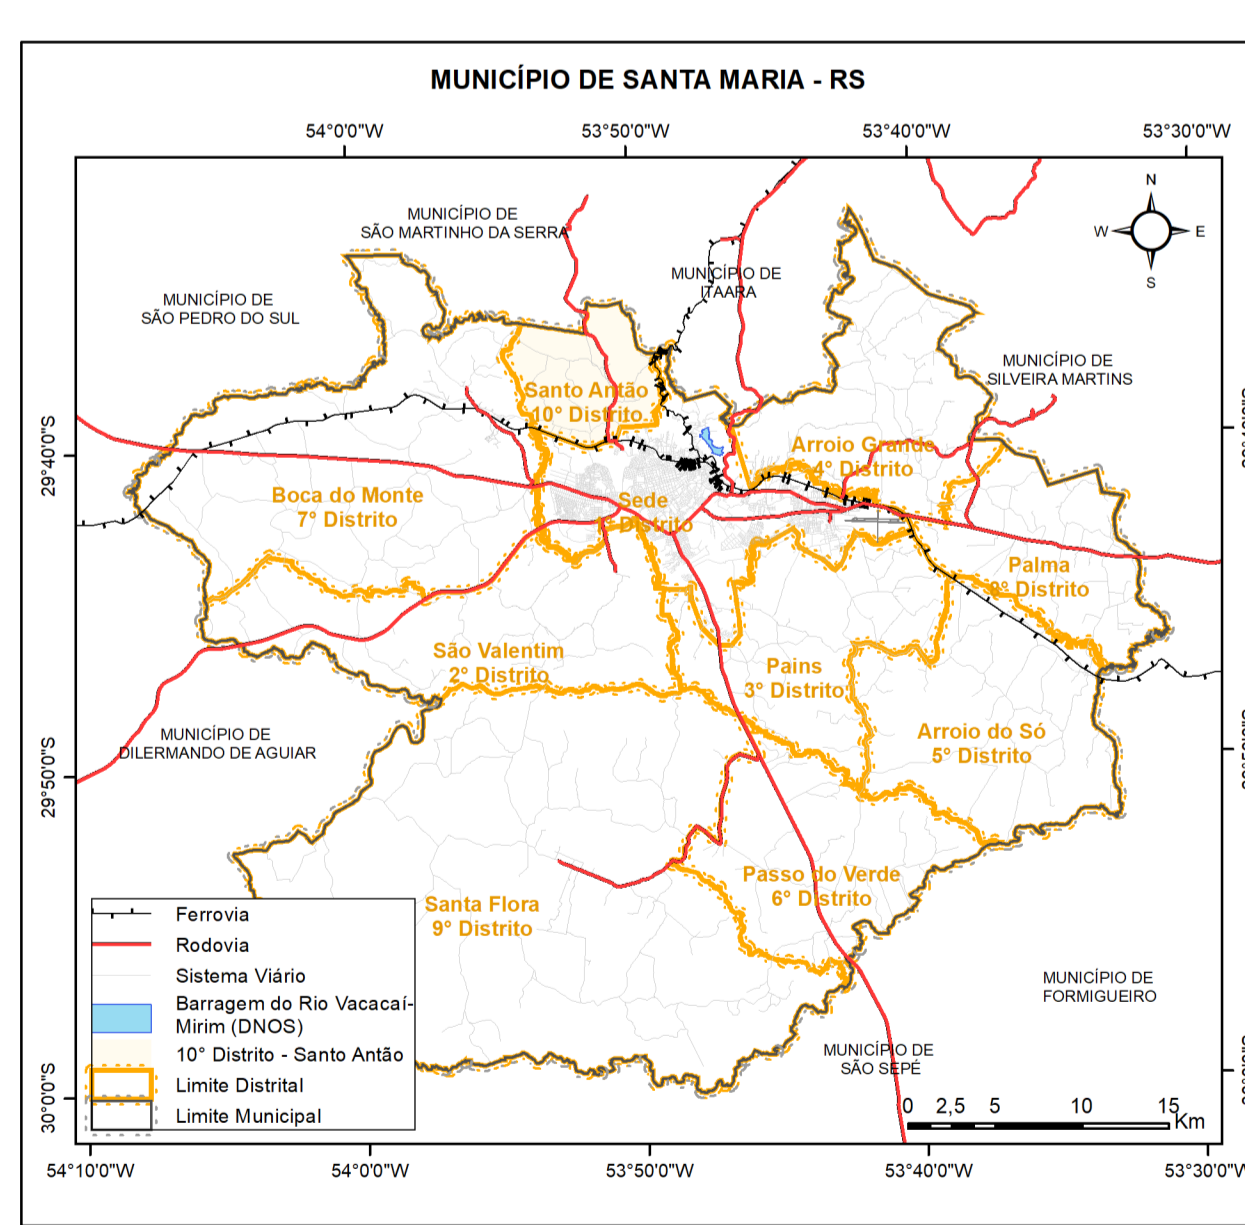 MUNICÍPIO DE SANTA MARIA - RS
54°0'0"W
53°50'0"W
53°40'0"W
53°30'0"W
N
W
E
S
MUNICÍPIO DE
SÃO MARTINHO DA SERRA
MUNICÍPIO DE
ITAARA
MUNICÍPIO DE
SÃO PEDRO DO SUL
MUNICÍPIO DE
SILVEIRA MARTINS
Santo Antão
10° Distrito
Arroio Grande
4° Distrito
29°40'0"S
Boca do Monte
7° Distrito
Sede
1° Distrito
Palma
8° Distrito
São Valentim
2° Distrito
Pains
3° Distrito
MUNICÍPIO DE
DILERMANDO DE AGUIAR
Arroio do Só
5° Distrito
29°50'0"S
Passo do Verde
6° Distrito
Santa Flora
9° Distrito
MUNICÍPIO DE
FORMIGUEIRO
MUNICÍPIO DE
SÃO SEPÉ
Ferrovia
Rodovia
Sistema Viário
Barragem do Rio Vacacaí-
Mirim (DNOS)
10° Distrito - Santo Antão
Limite Distrital
Limite Municipal
30°0'0"S
0 2,5 5 10 15
Km
54°10'0"W
54°0'0"W
53°50'0"W
53°40'0"W
53°30'0"W